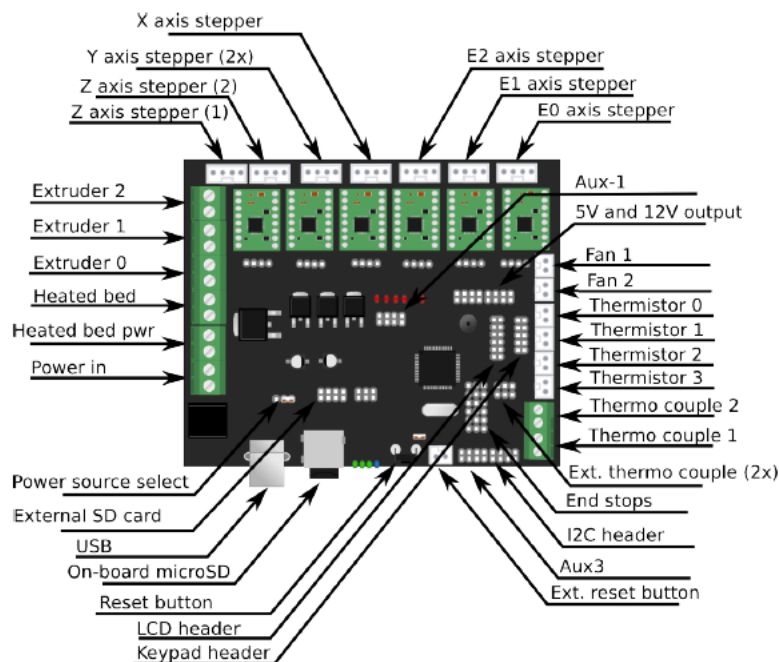 X axis stepper
Y axis stepper (2x)
Z axis stepper (2)
Z axis stepper (1)
E2 axis stepper
E1 axis stepper
E0 axis stepper
Extruder 2
Extruder 1
Extruder 0
Heated bed
Heated bed pwr
Power in
Aux-1
5V and 12V output
Fan 1
Fan 2
Thermistor 0
Thermistor 1
Thermistor 2
Thermistor 3
Thermo couple 2
Thermo couple 1
Power source select
External SD card
USB
On-board microSD
Reset button
LCD header
Keypad header
Ext. thermo couple (2x)
End stops
I2C header
Aux3
Ext. reset button